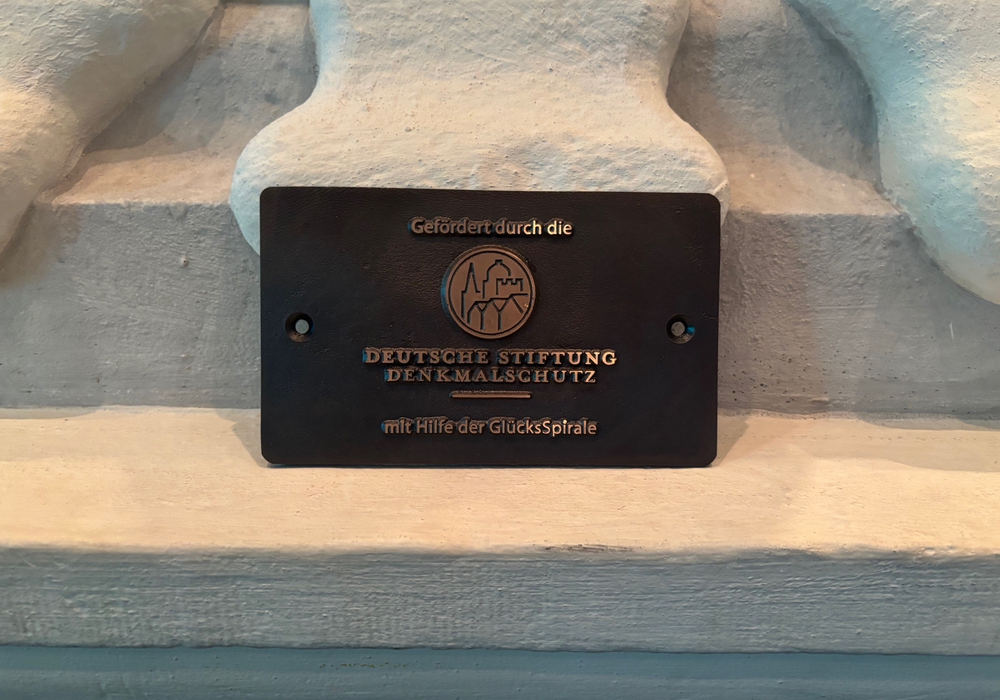 Gefördert durch die
DEUTSCHE STIFTUNG
DENKMALSCHUTZ
mit Hilfe der GlücksSpirale